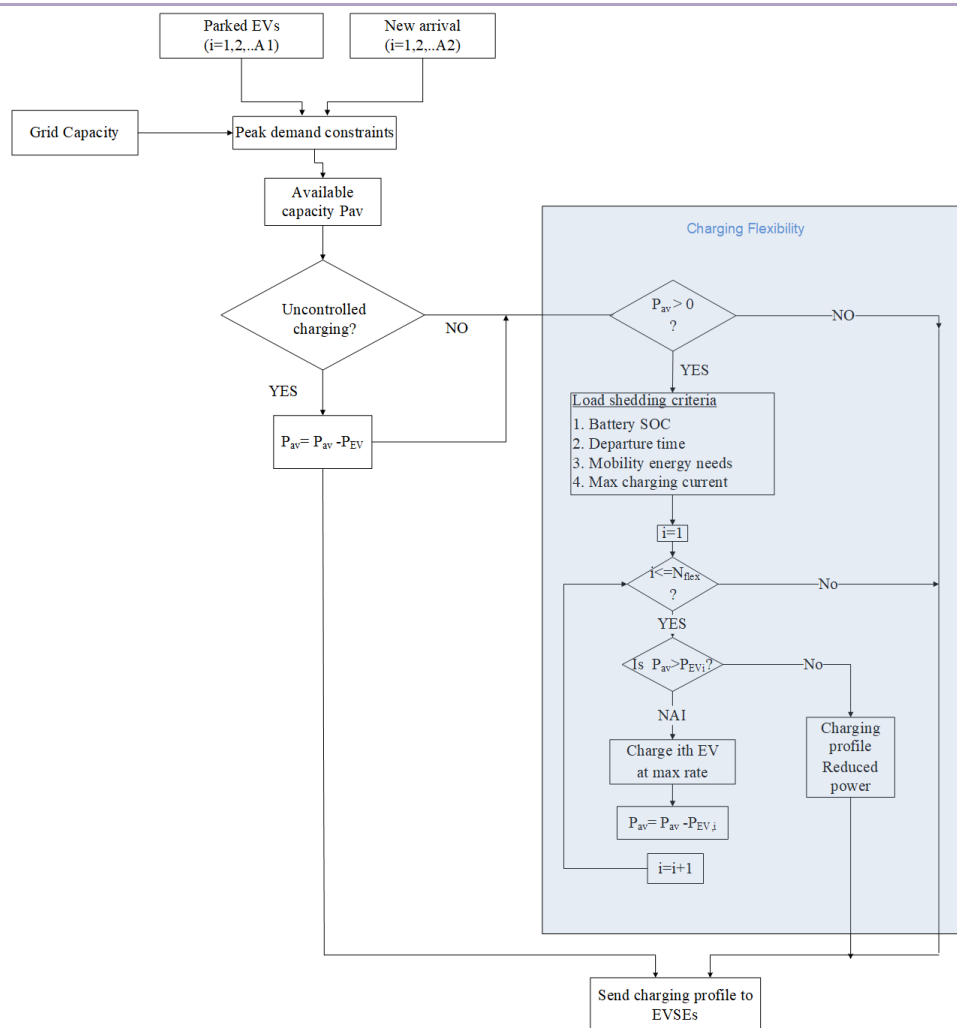 Parked EVs
(i=1,2,..A1)
New arrival
(i=1,2,..A2)
Grid Capacity
Peak demand constraints
Available
capacity Pav
Charging Flexibility
Uncontrolled
charging?
NO
YES
Pav= Pav -PEV
Pav > 0
?
NO
YES
Load shedding criteria
1. Battery SOC
2. Departure time
3. Mobility energy needs
4. Max charging current
i=1
i<=Nflex
?
No
YES
Is Pav>PEVi?
No
NAI
Charge ith EV
at max rate
Charging
profile
Reduced
power
Pav= Pav -PEV,i
i=i+1
Send charging profile to
EVSEs